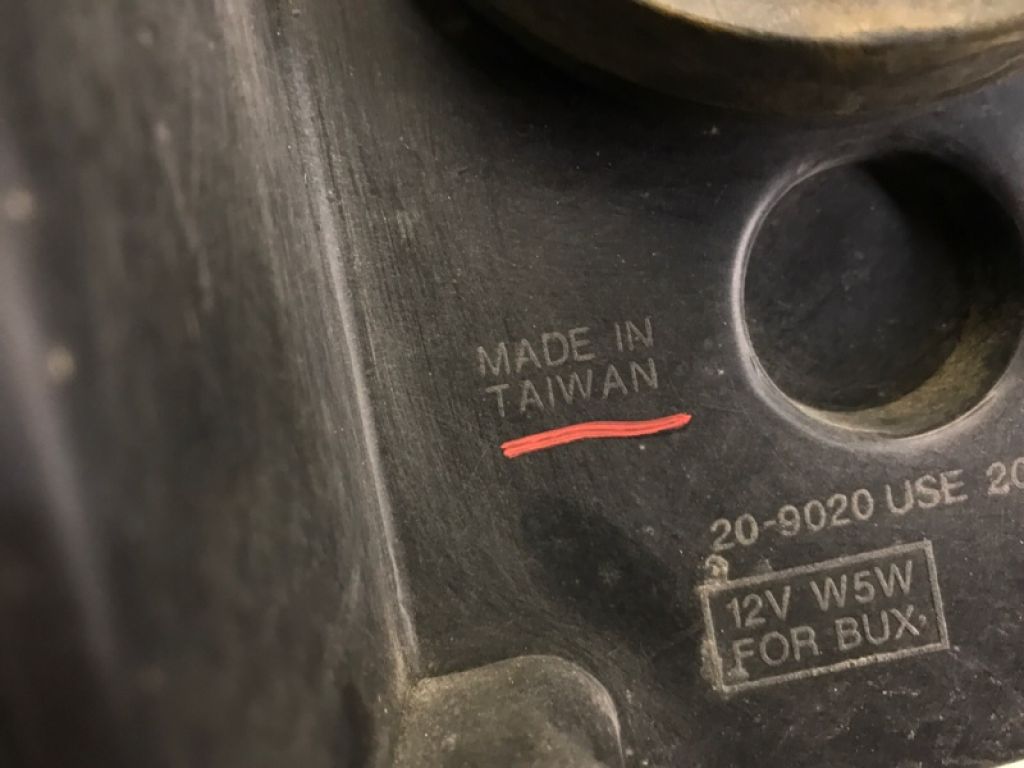 MADE IN
TAIWAN
20-9020 USE 20
12V W5W
FOR BUX,